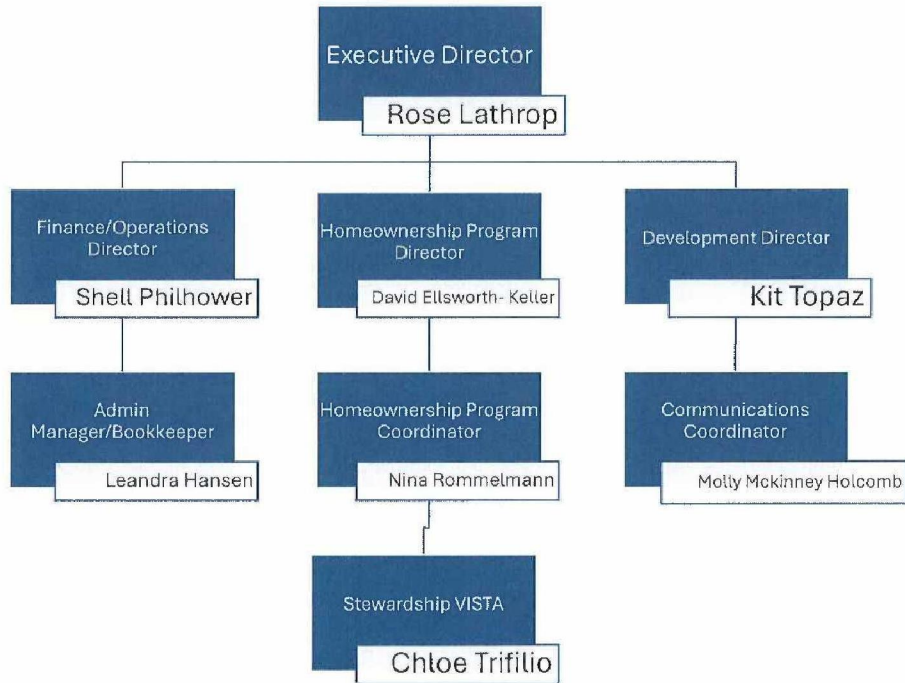 Executive Director
Rose Lathrop
Finance/Operations
Director
Shell Philhower
Homeownership Program
Director
David Ellsworth- Keller
Development Director
Kit Topaz
Admin
Manager/Bookkeeper
Leandra Hansen
Homeownership Program
Coordinator
Nina Rommelmann
Communications
Coordinator
Molly Mckinney Holcomb
Stewardship VISTA
Chloe Trifilio